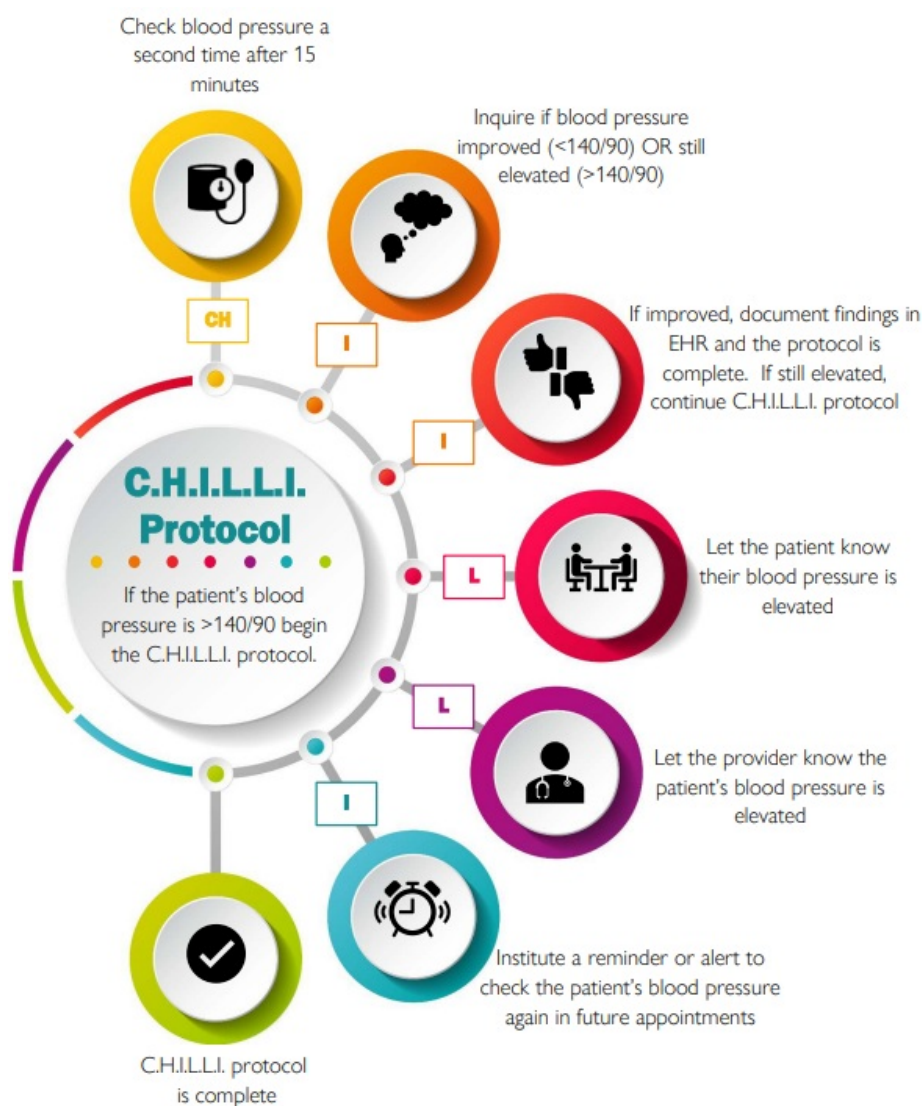 Check blood pressure a
second time after 15
minutes
Inquire if blood pressure
improved (<140/90) OR still
elevated (>140/90)
CH
I
If improved, document findings in
EHR and the protocol is
complete. If still elevated,
continue C.H.I.L.L.I. protocol
I
C.H.I.L.L.I.
Protocol
If the patient's blood
pressure is >140/90 begin
the C.H.I.L.L.I. protocol.
L
Let the patient know
their blood pressure is
elevated
L
Let the provider know the
patient's blood pressure is
elevated
I
Institute a reminder or alert to
check the patient's blood pressure
again in future appointments
C.H.I.L.L.I. protocol
is complete